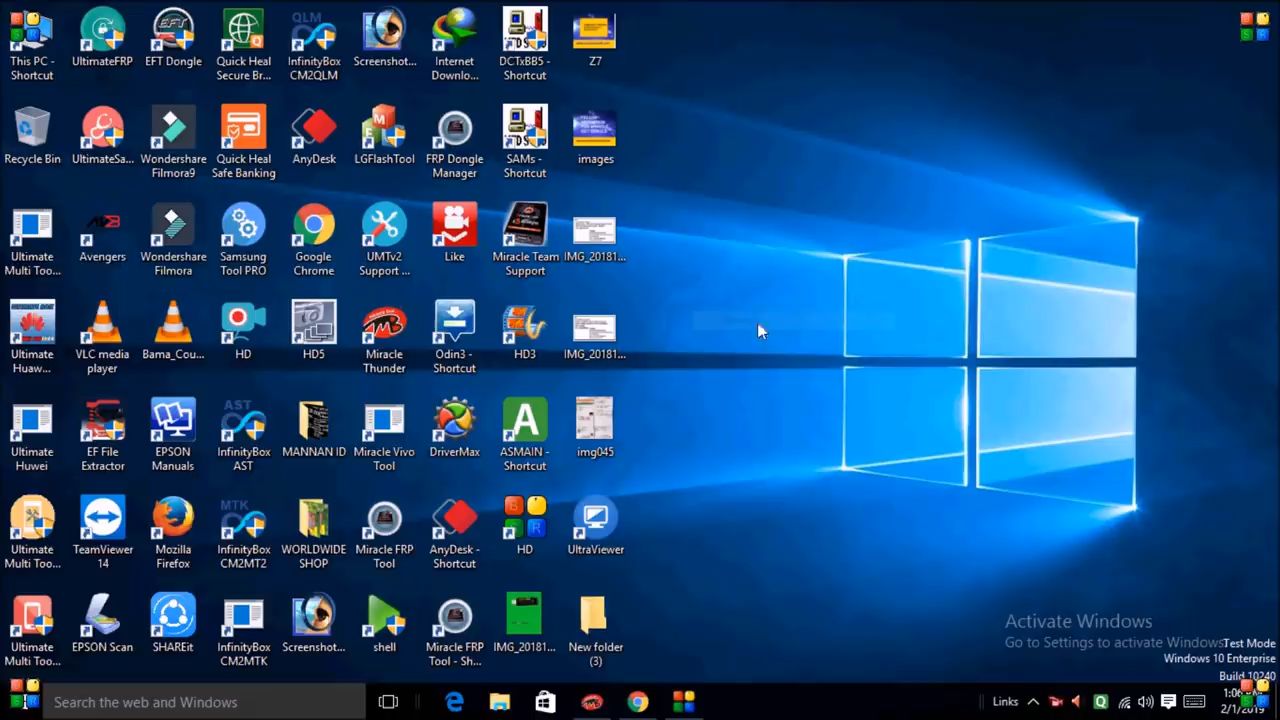 This PC -
Shortcut
UltimateFRP
EFT Dongle
Quick Heal
Secure Br...
QLM
InfinityBox
CM2QLM
Screenshot...
Internet
Downlo...
DCTxBB5 -
Shortcut
Z7
Recycle Bin
UltimateSa...
Wondershare
Filmora9
Quick Heal
Safe Banking
AnyDesk
LGFlashTool
FRP Dongle
Manager
SAMs -
Shortcut
images
Ultimate
Multi Too...
Avengers
Wondershare
Filmora
Samsung
Tool PRO
Google
Chrome
UMTv2
Support ...
Like
Miracle Team
Support
IMG_20181...
Ultimate
Huaw...
VLC media
player
Bama_Cou...
HD
HD5
Miracle
Thunder
Odin3 -
Shortcut
HD3
IMG_20181...
Ultimate
Huwei
EF File
Extractor
EPSON
Manuals
AST
InfinityBox
AST
MANNAN ID
Miracle Vivo
Tool
DriverMax
A
ASMAIN -
Shortcut
img045
Ultimate
Multi Too...
TeamViewer
14
Mozilla
Firefox
MTK
InfinityBox
CM2MT2
WORLDWIDE
SHOP
Miracle FRP
Tool
AnyDesk -
Shortcut
HD
UltraViewer
Ultimate
Multi Too...
EPSON Scan
SHAREit
InfinityBox
CM2MTK
Screenshot...
shell
Miracle FRP
Tool - Sh...
IMG_20181...
New folder
(3)
Activate Windows
Go to Settings to activate Windows
Test Mode
Windows 10 Enterprise
Build 10240
Search the web and Windows
Links
2/1/2019